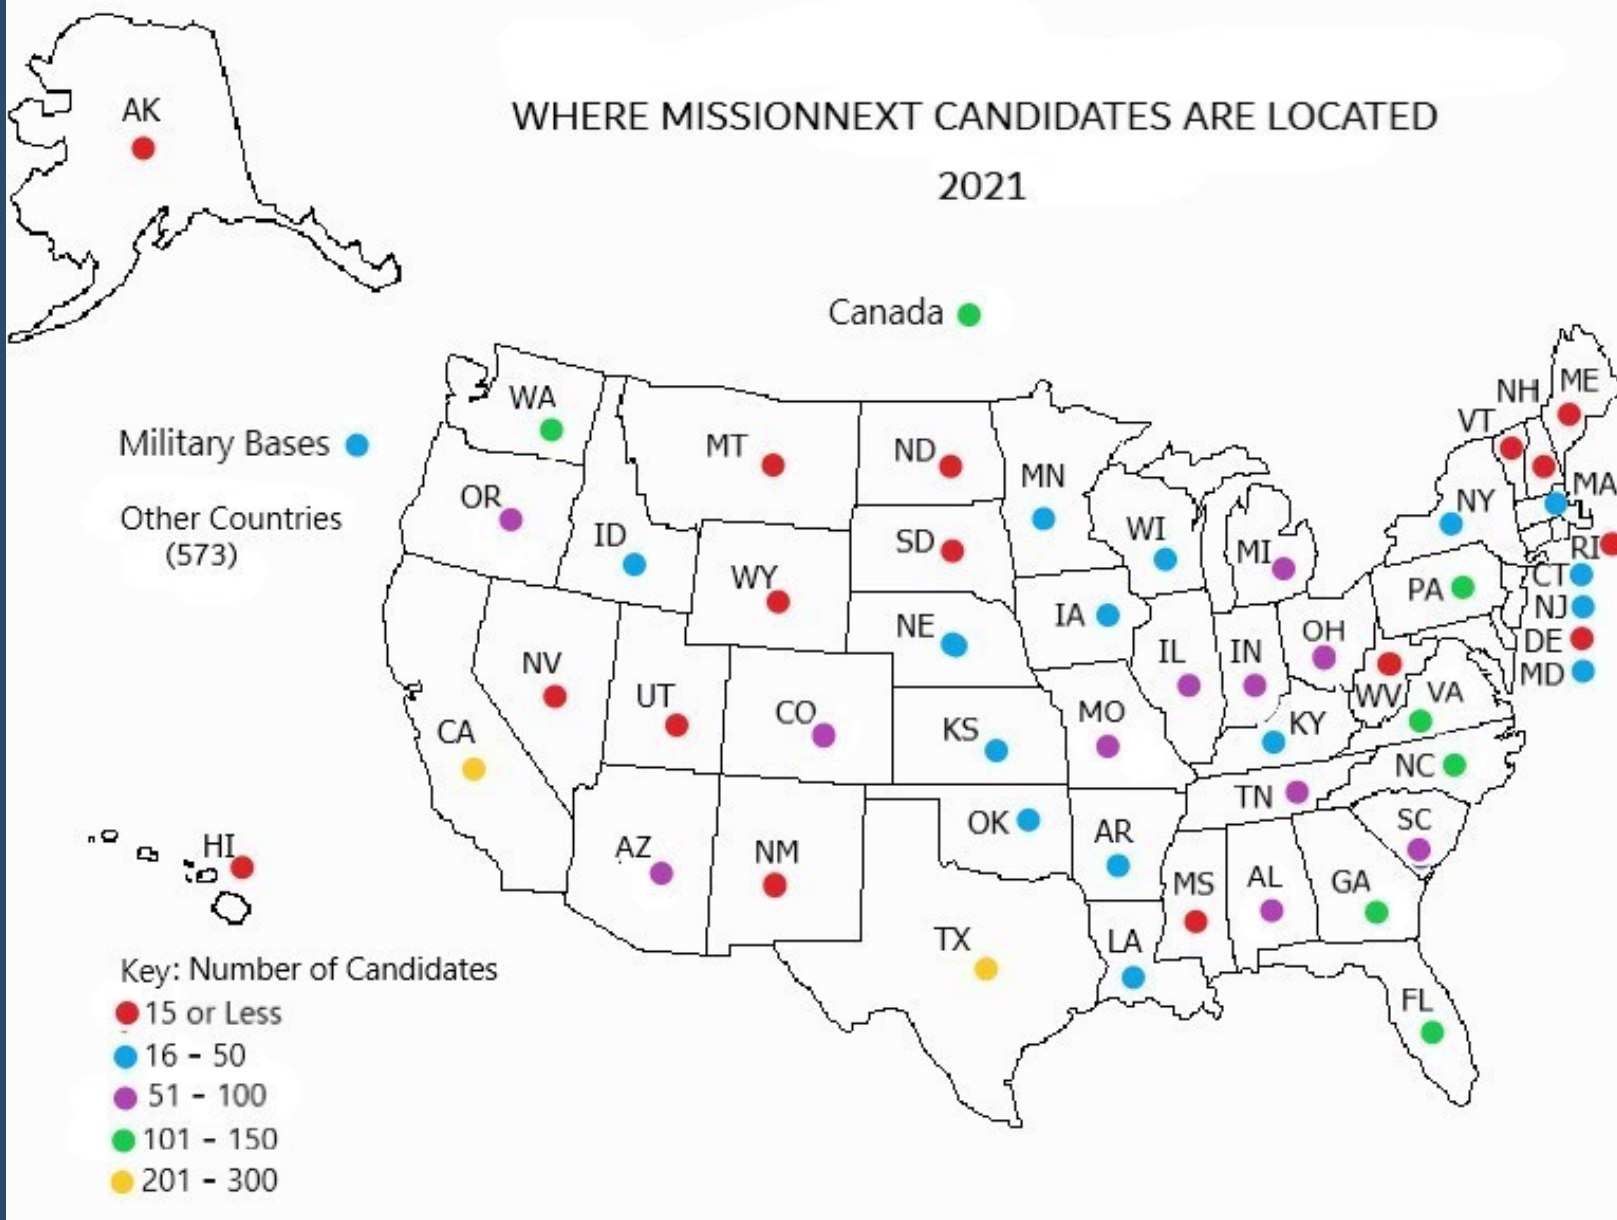 AK
WHERE MISSIONNEXT CANDIDATES ARE LOCATED
2021
Canada
Military Bases
Other Countries
(573)
WA
MT
ND
MN
NH
ME
VT
MA
OR
ID
SD
WI
MI
NY
RI
WY
PA
CT
NE
IA
NJ
OH
DE
NV
IL
IN
MD
UT
CO
WV
VA
CA
KS
MO
KY
NC
TN
OK
AR
SC
HI
AZ
NM
MS
AL
GA
TX
LA
FL
Key: Number of Candidates
15 or Less
16 - 50
51 - 100
101 - 150
201 - 300